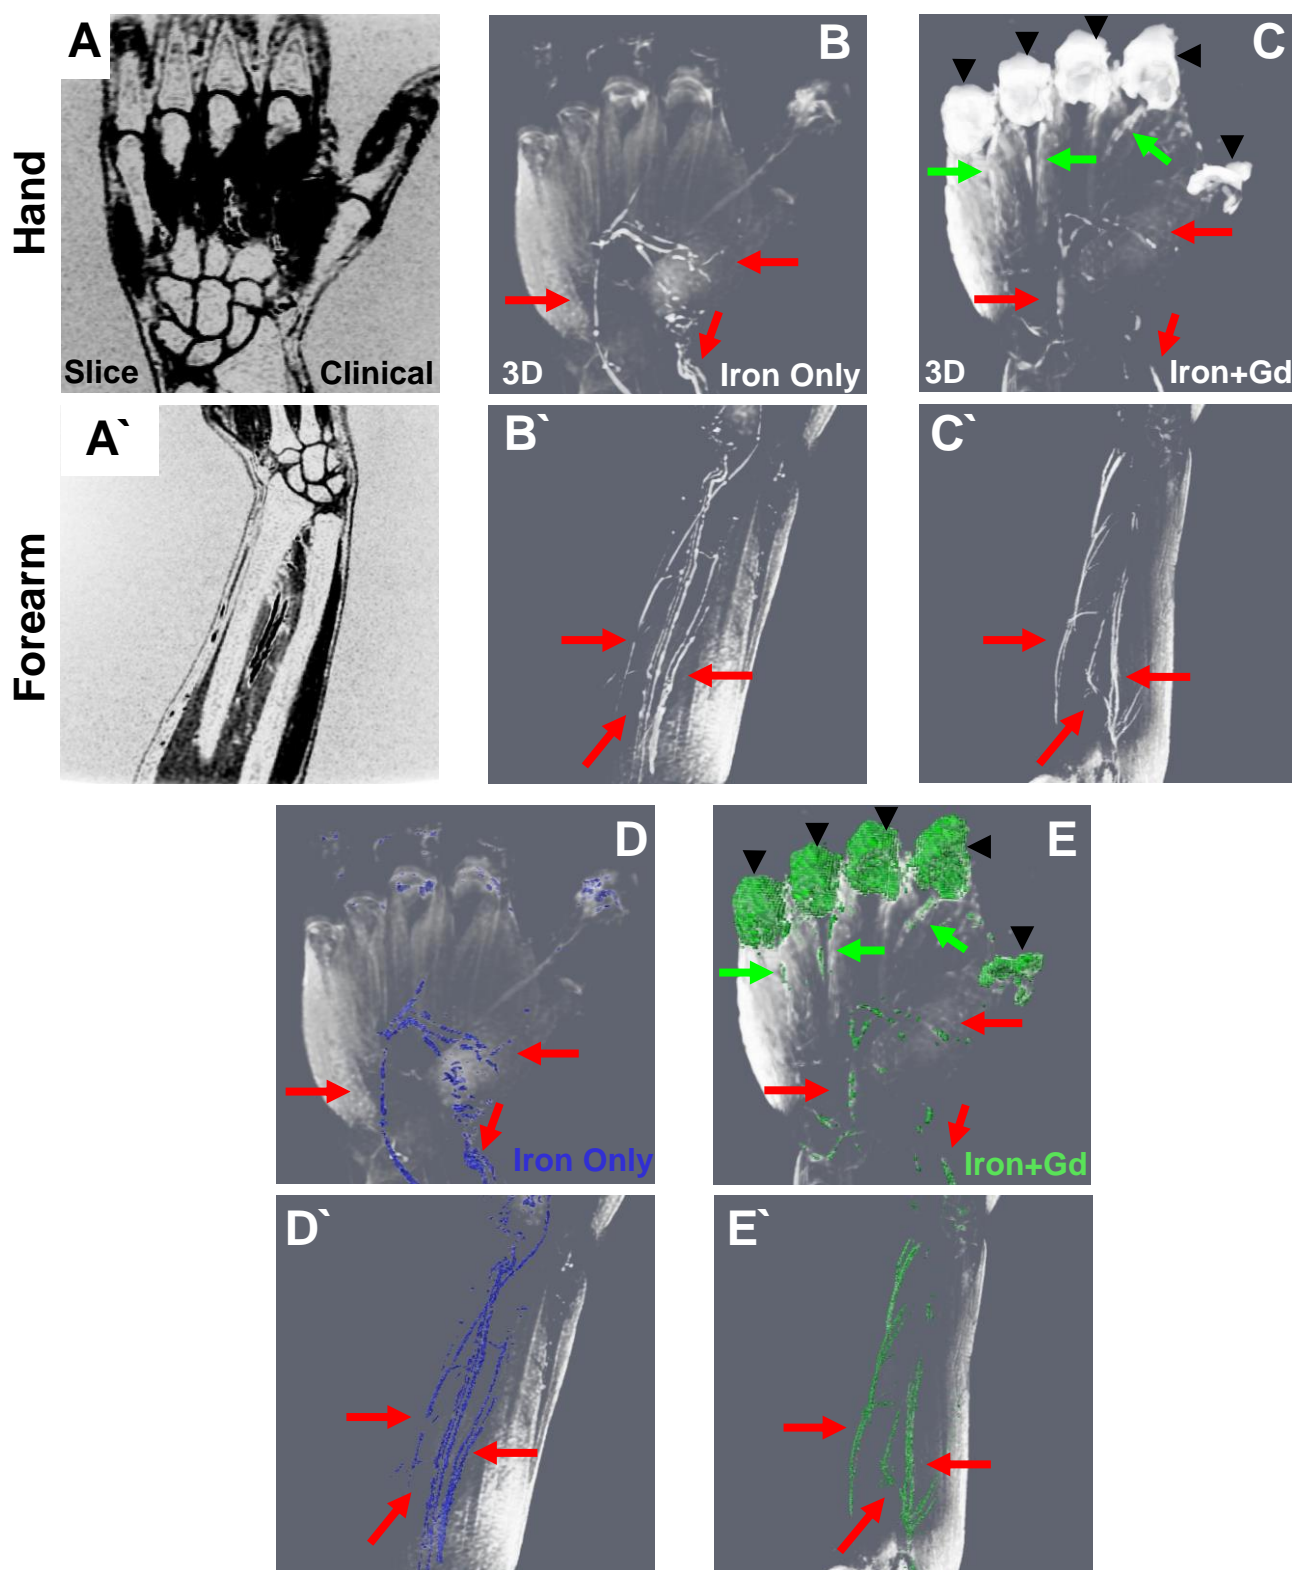 Hand
A
Slice
Clinical
B
3D
Iron Only
C
3D
Iron+Gd
Forearm
A`
B`
C`
D
Iron Only
E
Iron+Gd
D`
E`